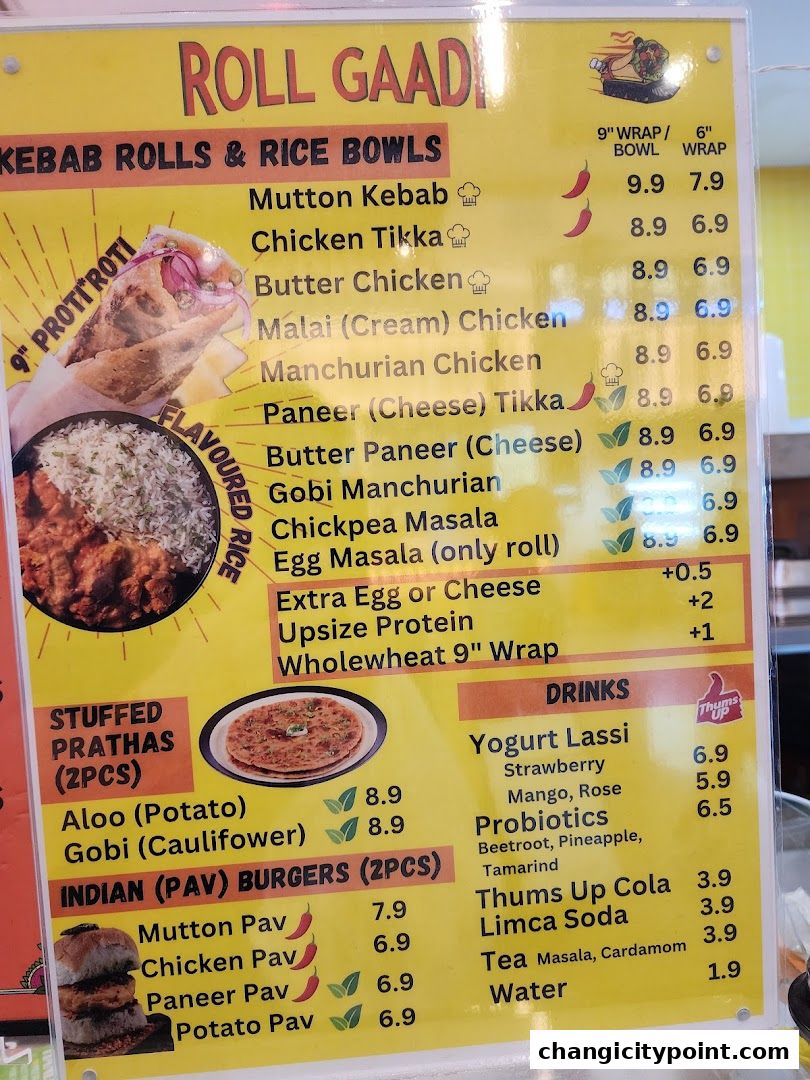 ROLL GAADI
KEBAB ROLLS & RICE BOWLS
9" WRAP / BOWL 6" WRAP
Mutton Kebab 9.9 7.9
Chicken Tikka 8.9 6.9
Butter Chicken 8.9 6.9
Malai (Cream) Chicken 8.9 6.9
Manchurian Chicken 8.9 6.9
Paneer (Cheese) Tikka 8.9 6.9
Butter Paneer (Cheese) 8.9 6.9
Gobi Manchurian 8.9 6.9
Chickpea Masala 8.9 6.9
Egg Masala (only roll) 8.9 6.9
9" PROTI'ROTI
FLAVOURED RICE
Extra Egg or Cheese +0.5
Upsize Protein +2
Wholewheat 9" Wrap +1
STUFFED
PRATHAS
(2PCS)
Aloo (Potato) 8.9
Gobi (Caulifower) 8.9
INDIAN (PAV) BURGERS (2PCS)
Mutton Pav 7.9
Chicken Pav 6.9
Paneer Pav 6.9
Potato Pav 6.9
DRINKS
Thums Up
Yogurt Lassi
Strawberry 6.9
Mango, Rose 5.9
Probiotics 6.5
Beetroot, Pineapple,
Tamarind
Thums Up Cola 3.9
Limca Soda 3.9
Tea Masala, Cardamom 3.9
Water 1.9
changicitypoint.com